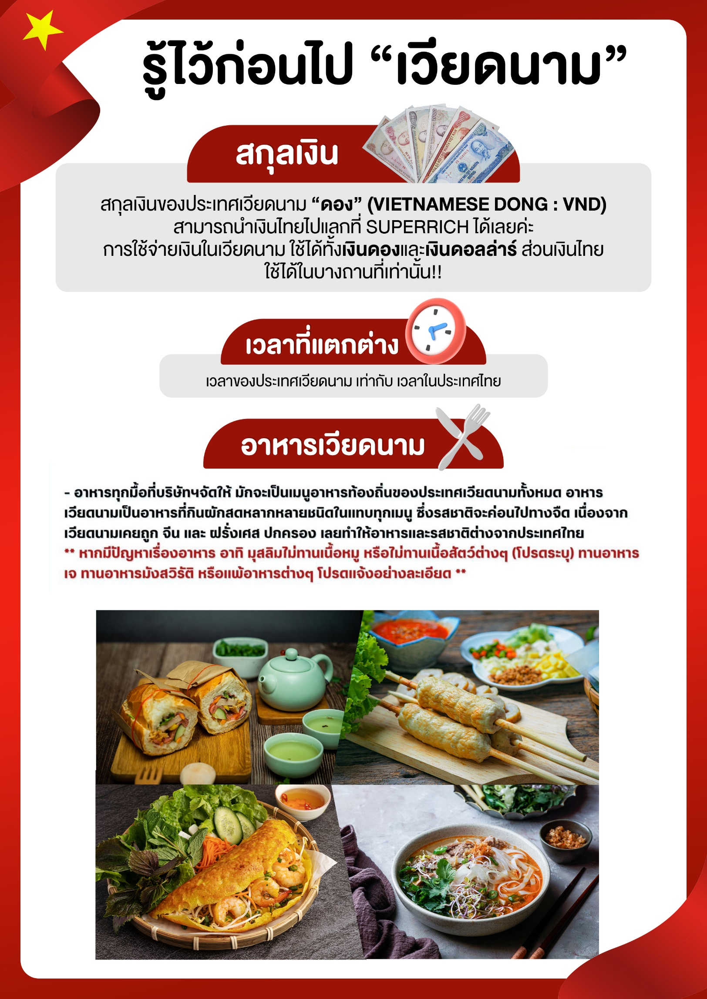 รู้ไว้ก่อนไป “เวียดนาม”
สกุลเงิน
สกุลเงินของประเทศเวียดนาม “ดอง” (VIETNAMESE DONG : VND)
สามารถนำเงินไทยไปแลกที่ SUPERRICH ได้เลยค่ะ
การใช้จ่ายเงินในเวียดนาม ใช้ได้ทั้งเงินดองและเงินดอลล่าร์ ส่วนเงินไทย
ใช้ได้ในบางถานที่เท่านั้น!!
เวลาที่แตกต่าง
เวลาของประเทศเวียดนาม เท่ากับ เวลาในประเทศไทย
อาหารเวียดนาม
- อาหารทุกมื้อที่บริษัทฯจัดให้ มักจะเป็นเมนูอาหารท้องถิ่นของประเทศเวียดนามทั้งหมด อาหาร
เวียดนามเป็นอาหารที่กินผักสดหลากหลายชนิดในแทบทุกเมนู ซึ่งรสชาติจะค่อนไปทางจืด เนื่องจาก
เวียดนามเคยถูก จีน และ ฝรั่งเศส ปกครอง เลยทำให้อาหารและรสชาติต่างจากประเทศไทย
** หากมีปัญหาเรื่องอาหาร อาทิ มุสลิมไม่ทานเนื้อหมู หรือไม่ทานเนื้อสัตว์ต่างๆ (โปรดระบุ) ทานอาหาร
เจ ทานอาหารมังสวิรัติ หรือแพ้อาหารต่างๆ โปรดแจ้งอย่างละเอียด **